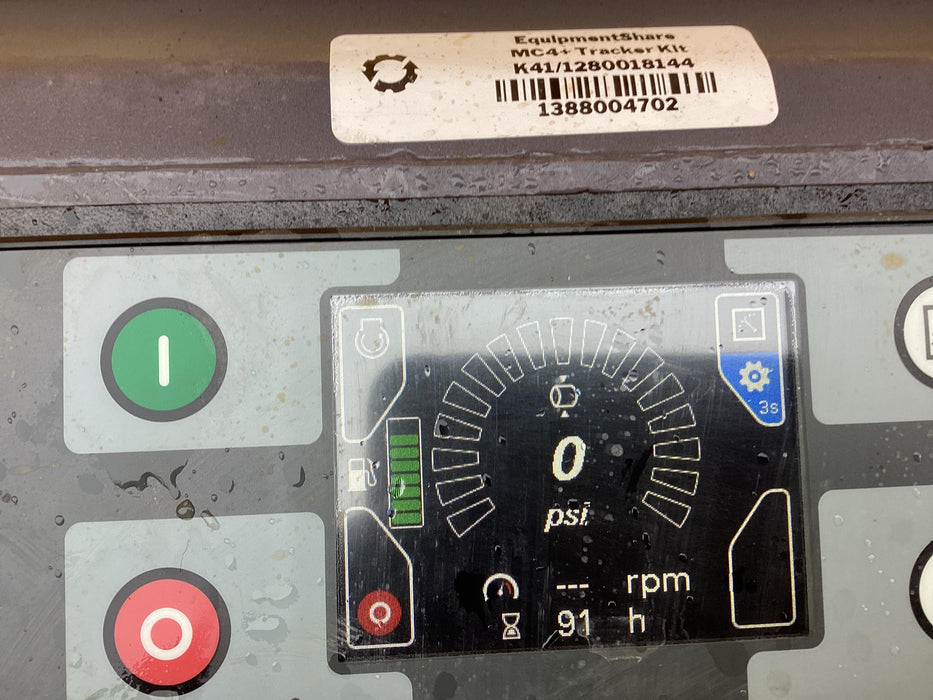 EquipmentShare
MC4+ Tracker Kit
K41/1280018144
1388004702
3s
0
psi
--- rpm
91 h